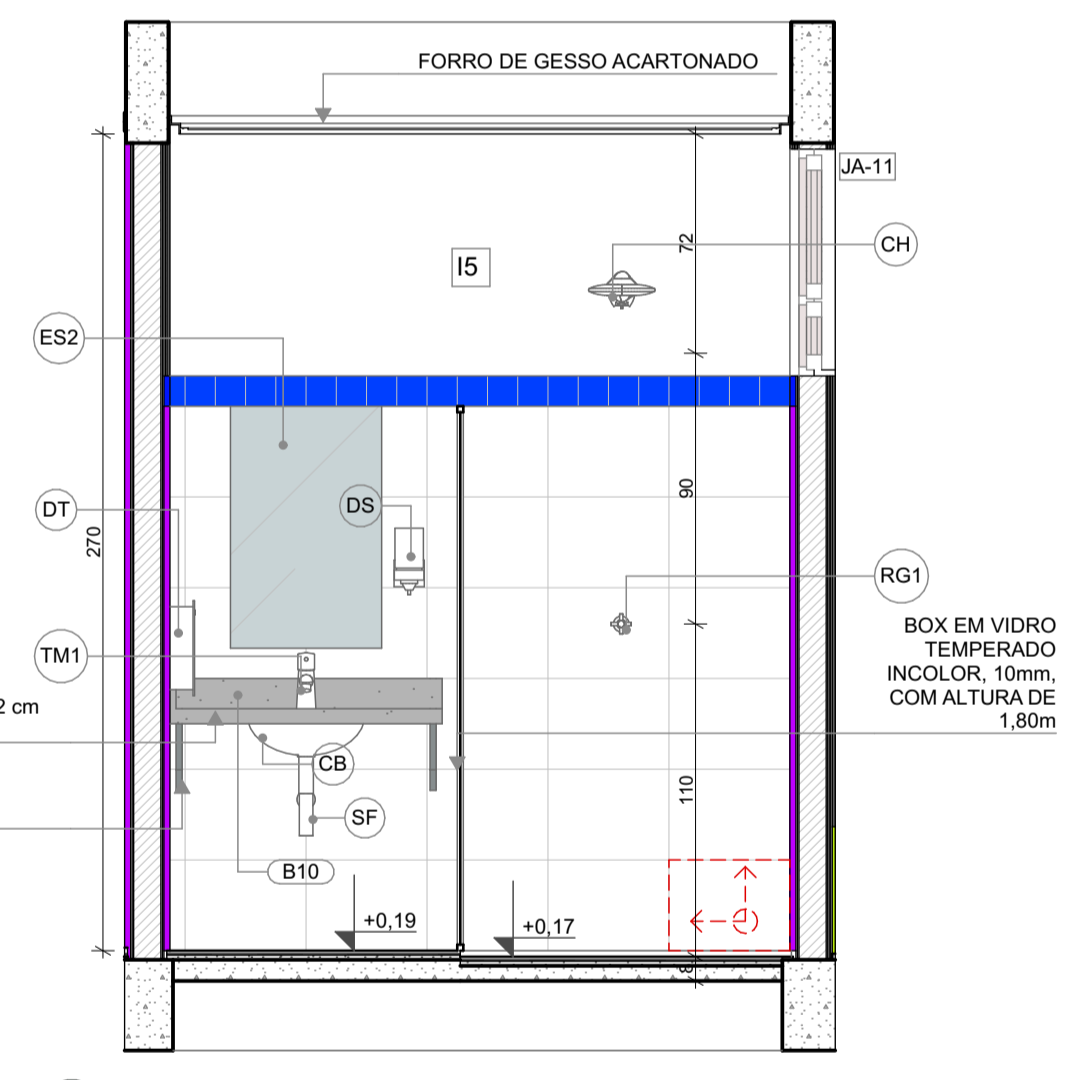 FORRO DE GESSO ACARTONADO
JA-11
72
CH
I5
ES2
90
DS
DT
270
RG1
BOX EM VIDRO
TEMPERADO
INCOLOR, 10mm,
COM ALTURA DE
1,80m
TM1
2 cm
CB
110
SF
B10
+0,19
+0,17
8